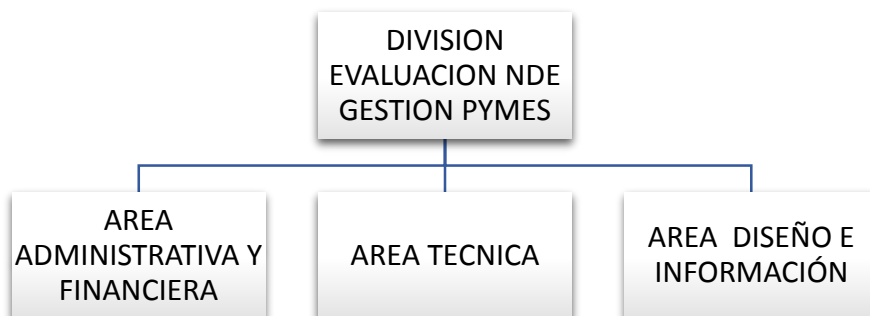 DIVISION
EVALUACION NDE
GESTION PYMES
AREA
ADMINISTRATIVA Y
FINANCIERA
AREA TECNICA
AREA DISEÑO E
INFORMACIÓN